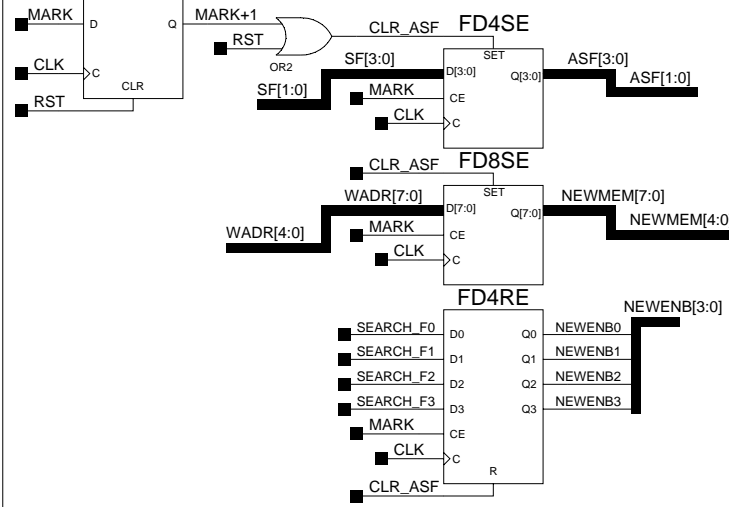 MARK
D
Q
MARK+1
CLK
C
CLR
RST
RST
OR2
CLR_ASF
FD4SE
SET
SF[3:0]
SF[1:0]
D[3:0]
Q[3:0]
ASF[3:0]
ASF[1:0]
MARK
CE
CLK
C
FD8SE
CLR_ASF
SET
WADR[7:0]
WADR[4:0]
D[7:0]
Q[7:0]
NEWMEM[7:0]
NEWMEM[4:0
MARK
CE
CLK
C
FD4RE
NEWENB[3:0]
SEARCH_F0
D0
Q0
NEWENB0
SEARCH_F1
D1
Q1
NEWENB1
SEARCH_F2
D2
Q2
NEWENB2
SEARCH_F3
D3
Q3
NEWENB3
MARK
CE
CLK
C
R
CLR_ASF